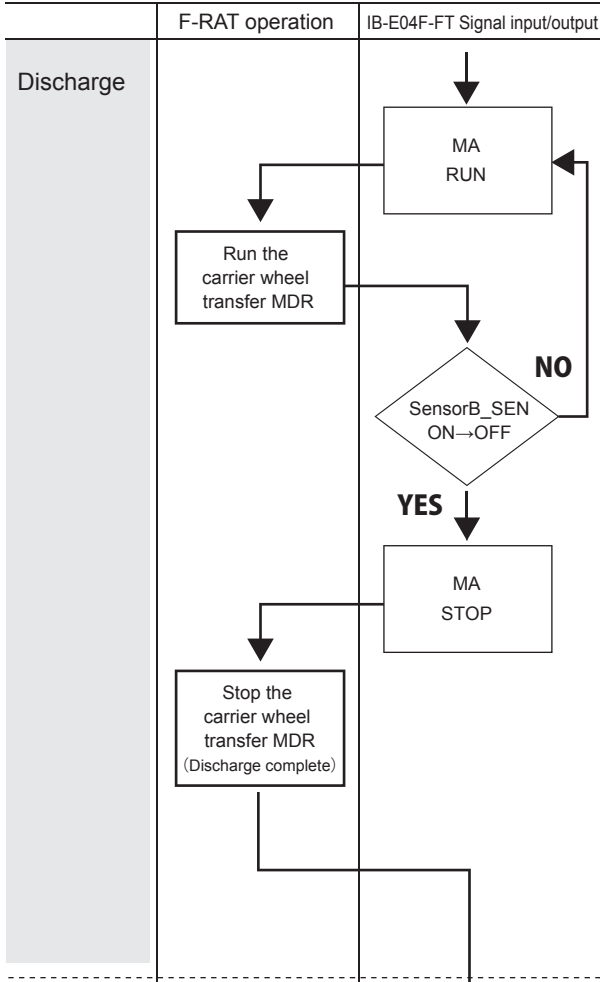 F-RAT operation
IB-E04F-FT Signal input/output
Discharge
MA
RUN
Run the
carrier wheel
transfer MDR
NO
SensorB_SEN
ON→OFF
YES
MA
STOP
Stop the
carrier wheel
transfer MDR
(Discharge complete)